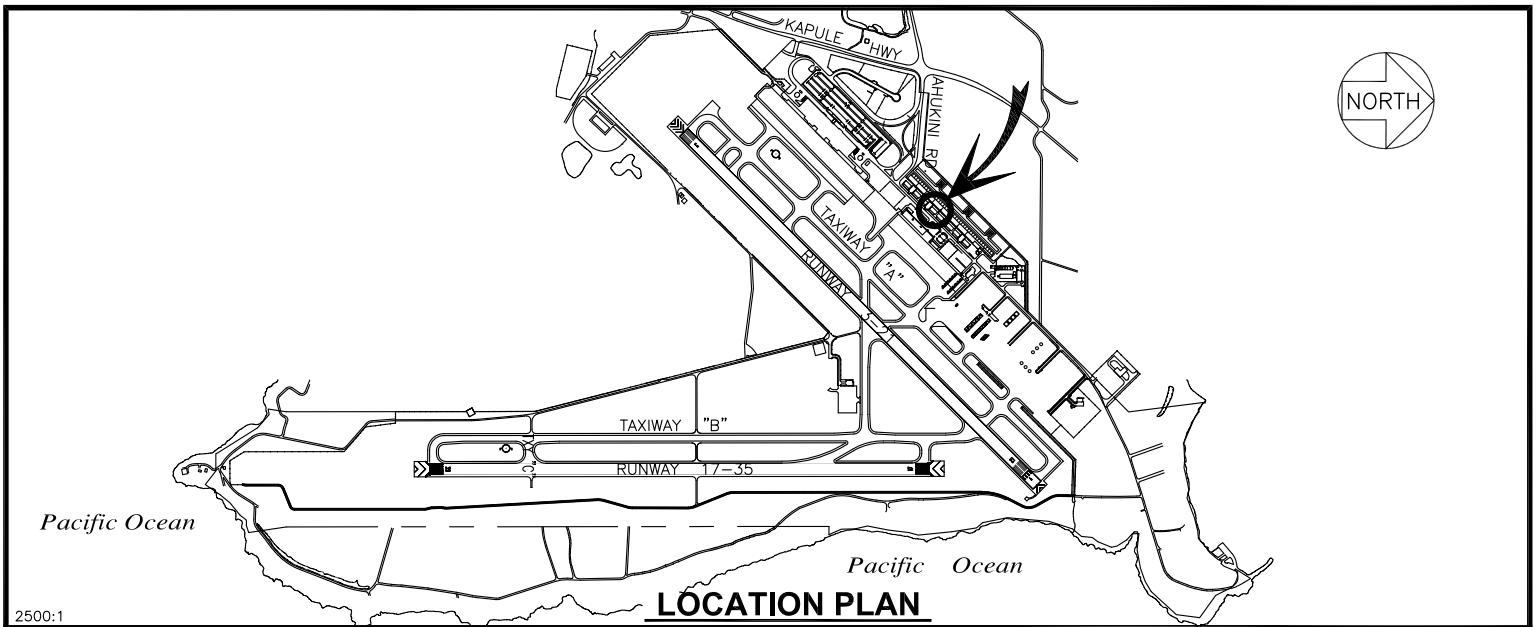 KAPULE HWY
AHUKINI RD
NORTH
TAXIWAY "A"
RUNWAY
TAXIWAY "B"
"C"
RUNWAY 17-35
Pacific Ocean
Pacific Ocean
LOCATION PLAN
2500:1